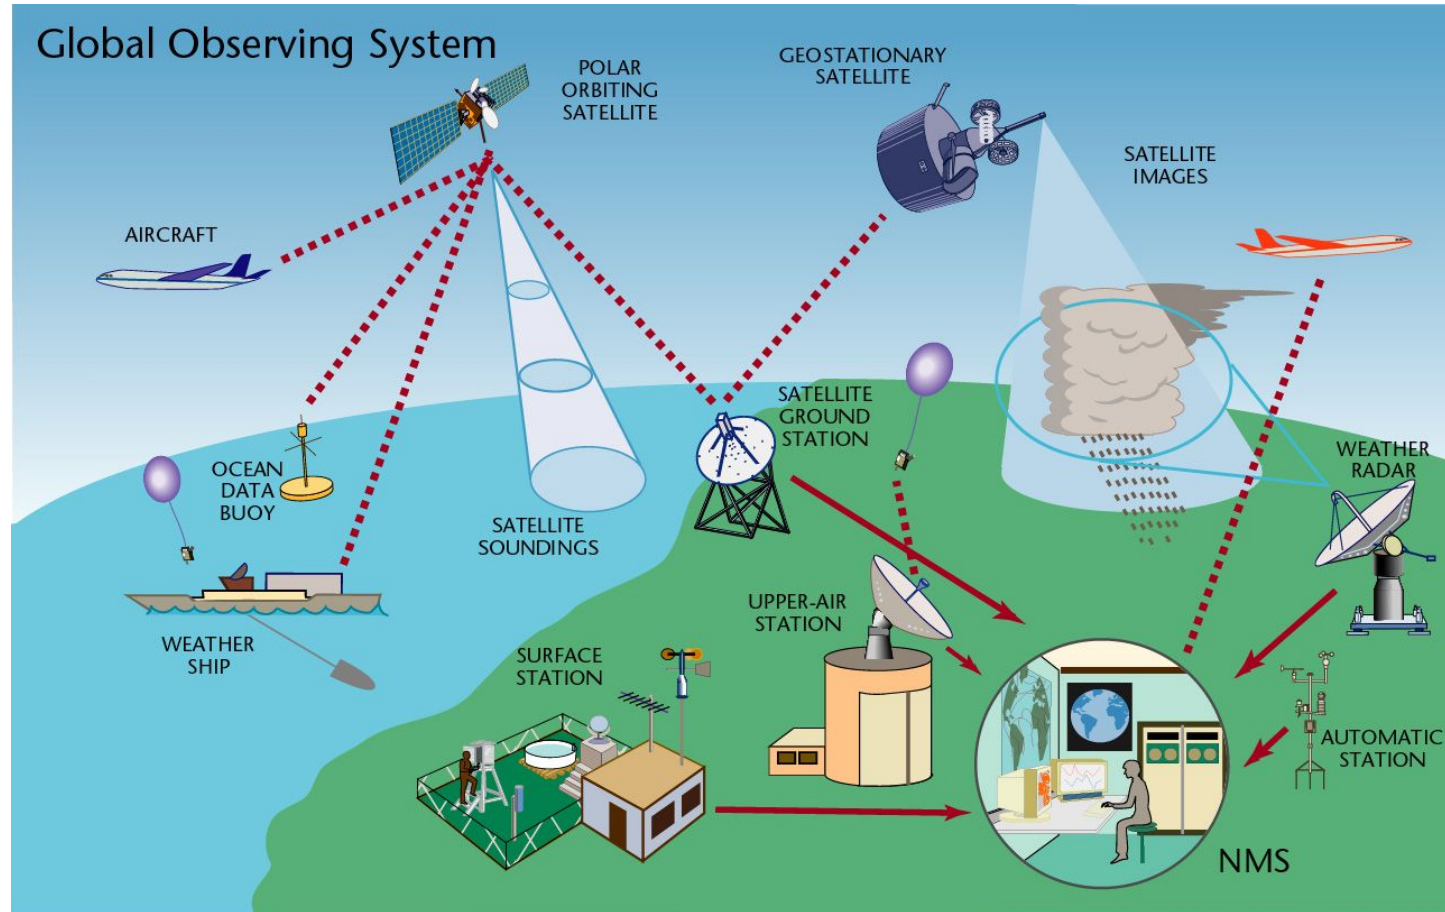 Global Observing System
POLAR
ORBITING
SATELLITE
GEOSTATIONARY
SATELLITE
SATELLITE
IMAGES
AIRCRAFT
OCEAN
DATA
BUOY
SATELLITE
SOUNDINGS
SATELLITE
GROUND
STATION
WEATHER
RADAR
WEATHER
SHIP
UPPER-AIR
STATION
SURFACE
STATION
AUTOMATIC
STATION
NMS